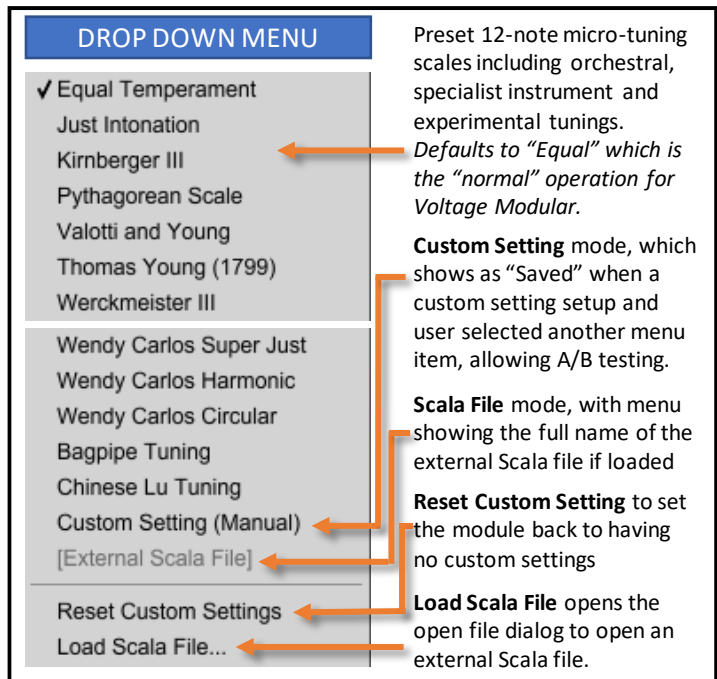 DROP DOWN MENU
✓ Equal Temperament
Just Intonation
Kirnberger III
Pythagorean Scale
Valotti and Young
Thomas Young (1799)
Werckmeister III
Wendy Carlos Super Just
Wendy Carlos Harmonic
Wendy Carlos Circular
Bagpipe Tuning
Chinese Lu Tuning
Custom Setting (Manual)
[External Scala File]
Reset Custom Settings
Load Scala File...
Preset 12-note micro-tuning
scales including orchestral,
specialist instrument and
experimental tunings.
Defaults to “Equal” which is
the “normal” operation for
Voltage Modular.
Custom Setting mode, which
shows as “Saved” when a
custom setting setup and
user selected another menu
item, allowing A/B testing.
Scala File mode, with menu
showing the full name of the
external Scala file if loaded
Reset Custom Setting to set
the module back to having
no custom settings
Load Scala File opens the
open file dialog to open an
external Scala file.